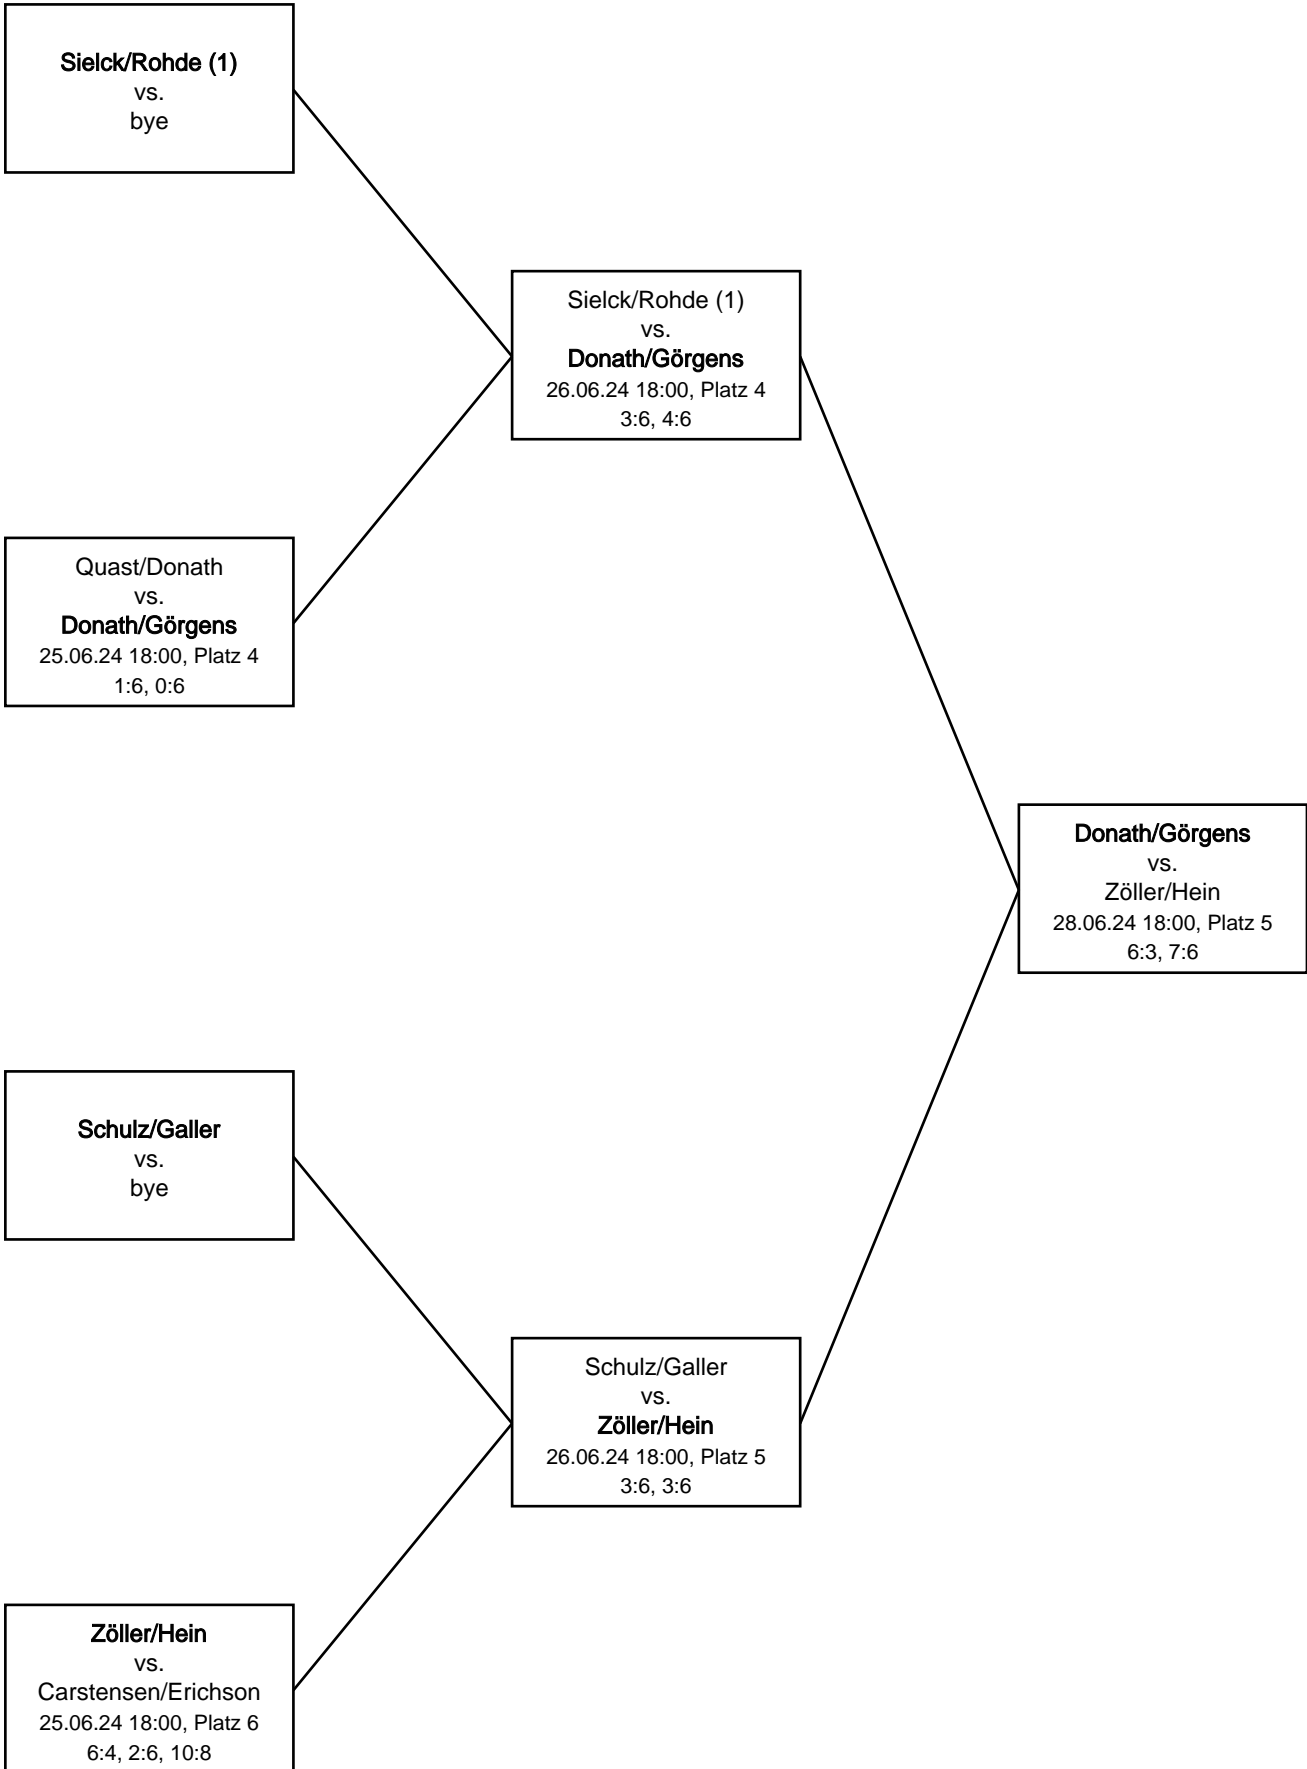 Sielck/Rohde (1)
vs.
bye
Sielck/Rohde (1)
vs.
Donath/Görgens
26.06.24 18:00, Platz 4
3:6, 4:6
Quast/Donath
vs.
Donath/Görgens
25.06.24 18:00, Platz 4
1:6, 0:6
Donath/Görgens
vs.
Zöller/Hein
28.06.24 18:00, Platz 5
6:3, 7:6
Schulz/Galler
vs.
bye
Schulz/Galler
vs.
Zöller/Hein
26.06.24 18:00, Platz 5
3:6, 3:6
Zöller/Hein
vs.
Carstensen/Erichson
25.06.24 18:00, Platz 6
6:4, 2:6, 10:8